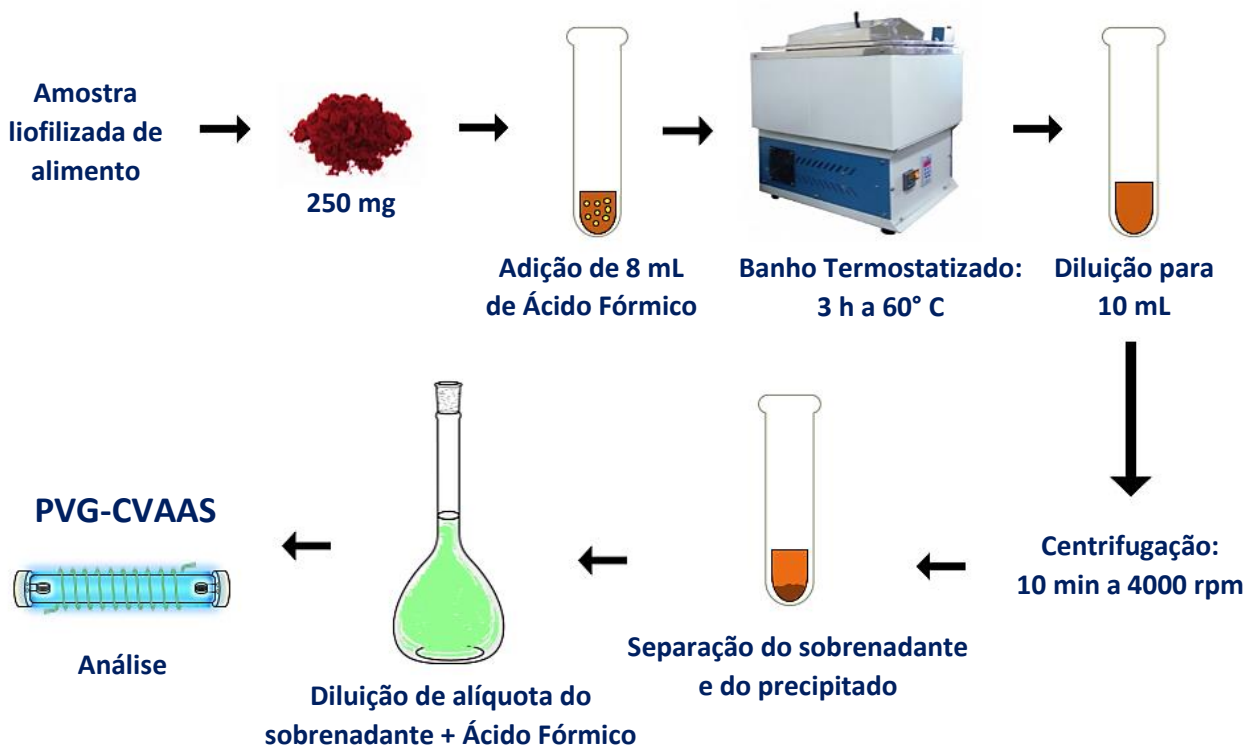 Amostra
liofilizada de
alimento
250 mg
Adição de 8 mL
de Ácido Fórmico
Banho Termostatizado:
3 h a 60° C
Diluição para
10 mL
Centrifugação:
10 min a 4000 rpm
Separação do sobrenadante
e do precipitado
Diluição de alíquota do
sobrenadante + Ácido Fórmico
PVG-CVAAS
Análise